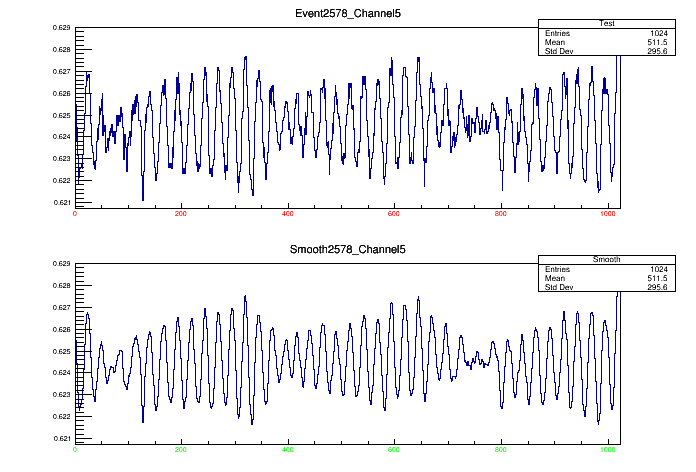 Event2578_Channel5
Test
Entries 1024
Mean 511.5
Std Dev 295.6
0.629
0.628
0.627
0.626
0.625
0.624
0.623
0.622
0.621
0 200 400 600 800 1000
Smooth2578_Channel5
Smooth
Entries 1024
Mean 511.5
Std Dev 295.6
0.629
0.628
0.627
0.626
0.625
0.624
0.623
0.622
0.621
0 200 400 600 800 1000